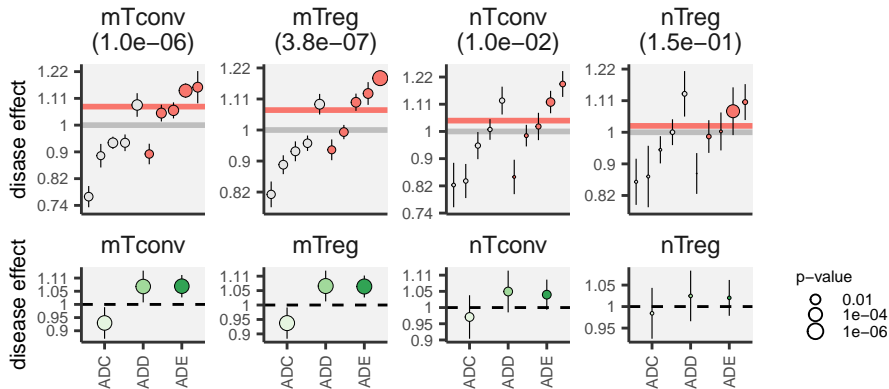 mTconv mTreg nTconv nTreg
(1.0e−06) (3.8e−07) (1.0e−02) (1.5e−01)
disase effect
1.22 1.22 1.22 1.22
1.11 1.11 1.11 1.11
1 1 1 1
0.9 0.9 0.9 0.9
0.82 0.82 0.82 0.82
0.74 0.74
mTconv mTreg nTconv nTreg
disease effect
1.11 1.11 1.11
1.05 1.05 1.05 1.05
1 1 1 1
0.95 0.95 0.95 0.95
0.9 0.9 0.9
ADC ADD ADE ADC ADD ADE ADC ADD ADE ADC ADD ADE
p−value
0.01
1e−04
1e−06